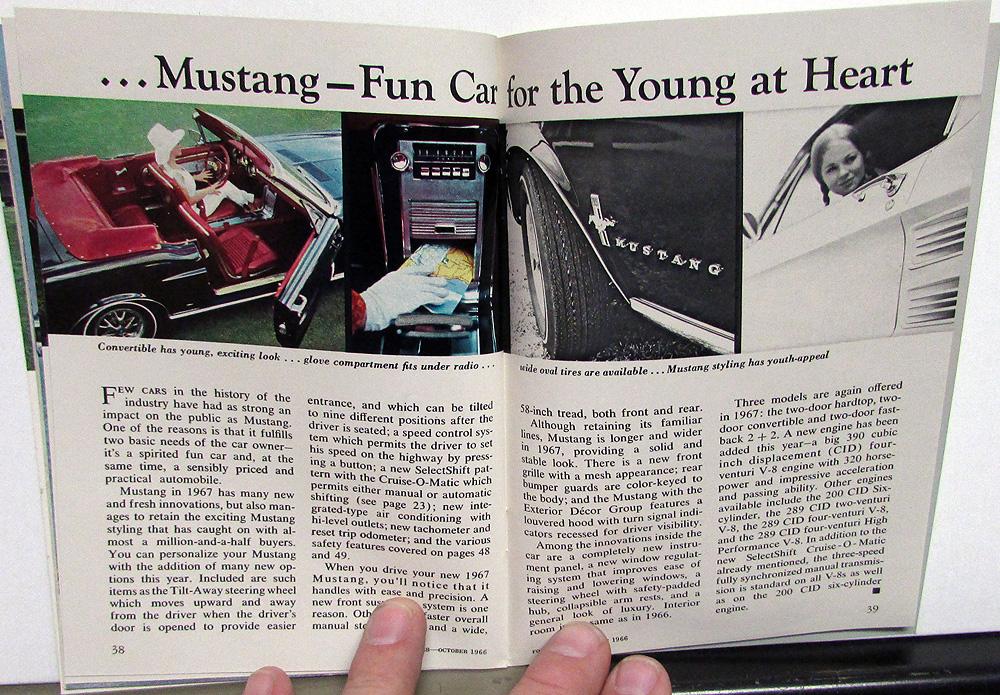 ...Mustang—Fun Car for the Young at Heart
MUSTANG
Convertible has young, exciting look . . . glove compartment fits under radio . . .
wide oval tires are available . . . Mustang styling has youth-appeal
FEW CARS in the history of the
industry have had as strong an
impact on the public as Mustang.
One of the reasons is that it fulfills
two basic needs of the car owner—
it's a spirited fun car and, at the
same time, a sensibly priced and
practical automobile.
Mustang in 1967 has many new
and fresh innovations, but also man-
ages to retain the exciting Mustang
styling that has caught on with al-
most a million-and-a-half buyers.
You can personalize your Mustang
with the addition of many new op-
tions this year. Included are such
items as the Tilt-Away steering wheel
which moves upward and away
from the driver when the driver's
door is opened to provide easier
38
entrance, and which can be tilted
to nine different positions after the
driver is seated; a speed control sys-
tem which permits the driver to set
his speed on the highway by press-
ing a button; a new SelectShift pat-
tern with the Cruise-O-Matic which
permits either manual or automatic
shifting (see page 23); new inte-
grated-type air conditioning with
hi-level outlets; new tachometer and
reset trip odometer; and the various
safety features covered on pages 48
and 49.
When you drive your new 1967
Mustang, you'll notice that it
handles with ease and precision. A
new front system is one
reason. faster overall
manual and a wide,
—OCTOBER 1966
58-inch tread, both front and rear.
Although retaining its familiar
lines, Mustang is longer and wider
in 1967, providing a solid and
stable look. There is a new front
grille with a mesh appearance; rear
bumper guards are color-keyed to
the body; and the Mustang with the
Exterior Décor Group features a
louvered hood with turn signal indi-
cators recessed for driver visibility.
Among the innovations inside the
car are a completely new instru-
ment panel, a new window regulat-
ing system that improves ease of
raising and lowering windows, a
steering wheel with safety-padded
hub, collapsible arm rests, and a
general look of luxury. Interior
room same as in 1966.
1966
Three models are again offered
in 1967: the two-door hardtop, two-
door convertible and two-door fast-
back 2 + 2. A new engine has been
added this year—a big 390 cubic
inch displacement (CID) four-
venturi V-8 engine with 320 horse-
power and impressive acceleration
and passing ability. Other engines
available include the 200 CID Six-
cylinder, the 289 CID two-venturi
V-8, the 289 CID four-venturi V-8,
and the 289 CID four-venturi High
Performance V-8. In addition to the
new SelectShift Cruise-O-Matic
already mentioned, the three-speed
fully synchronized manual transmis-
sion is standard on all V-8s as well
as on the 200 CID six-cylinder
engine.
39